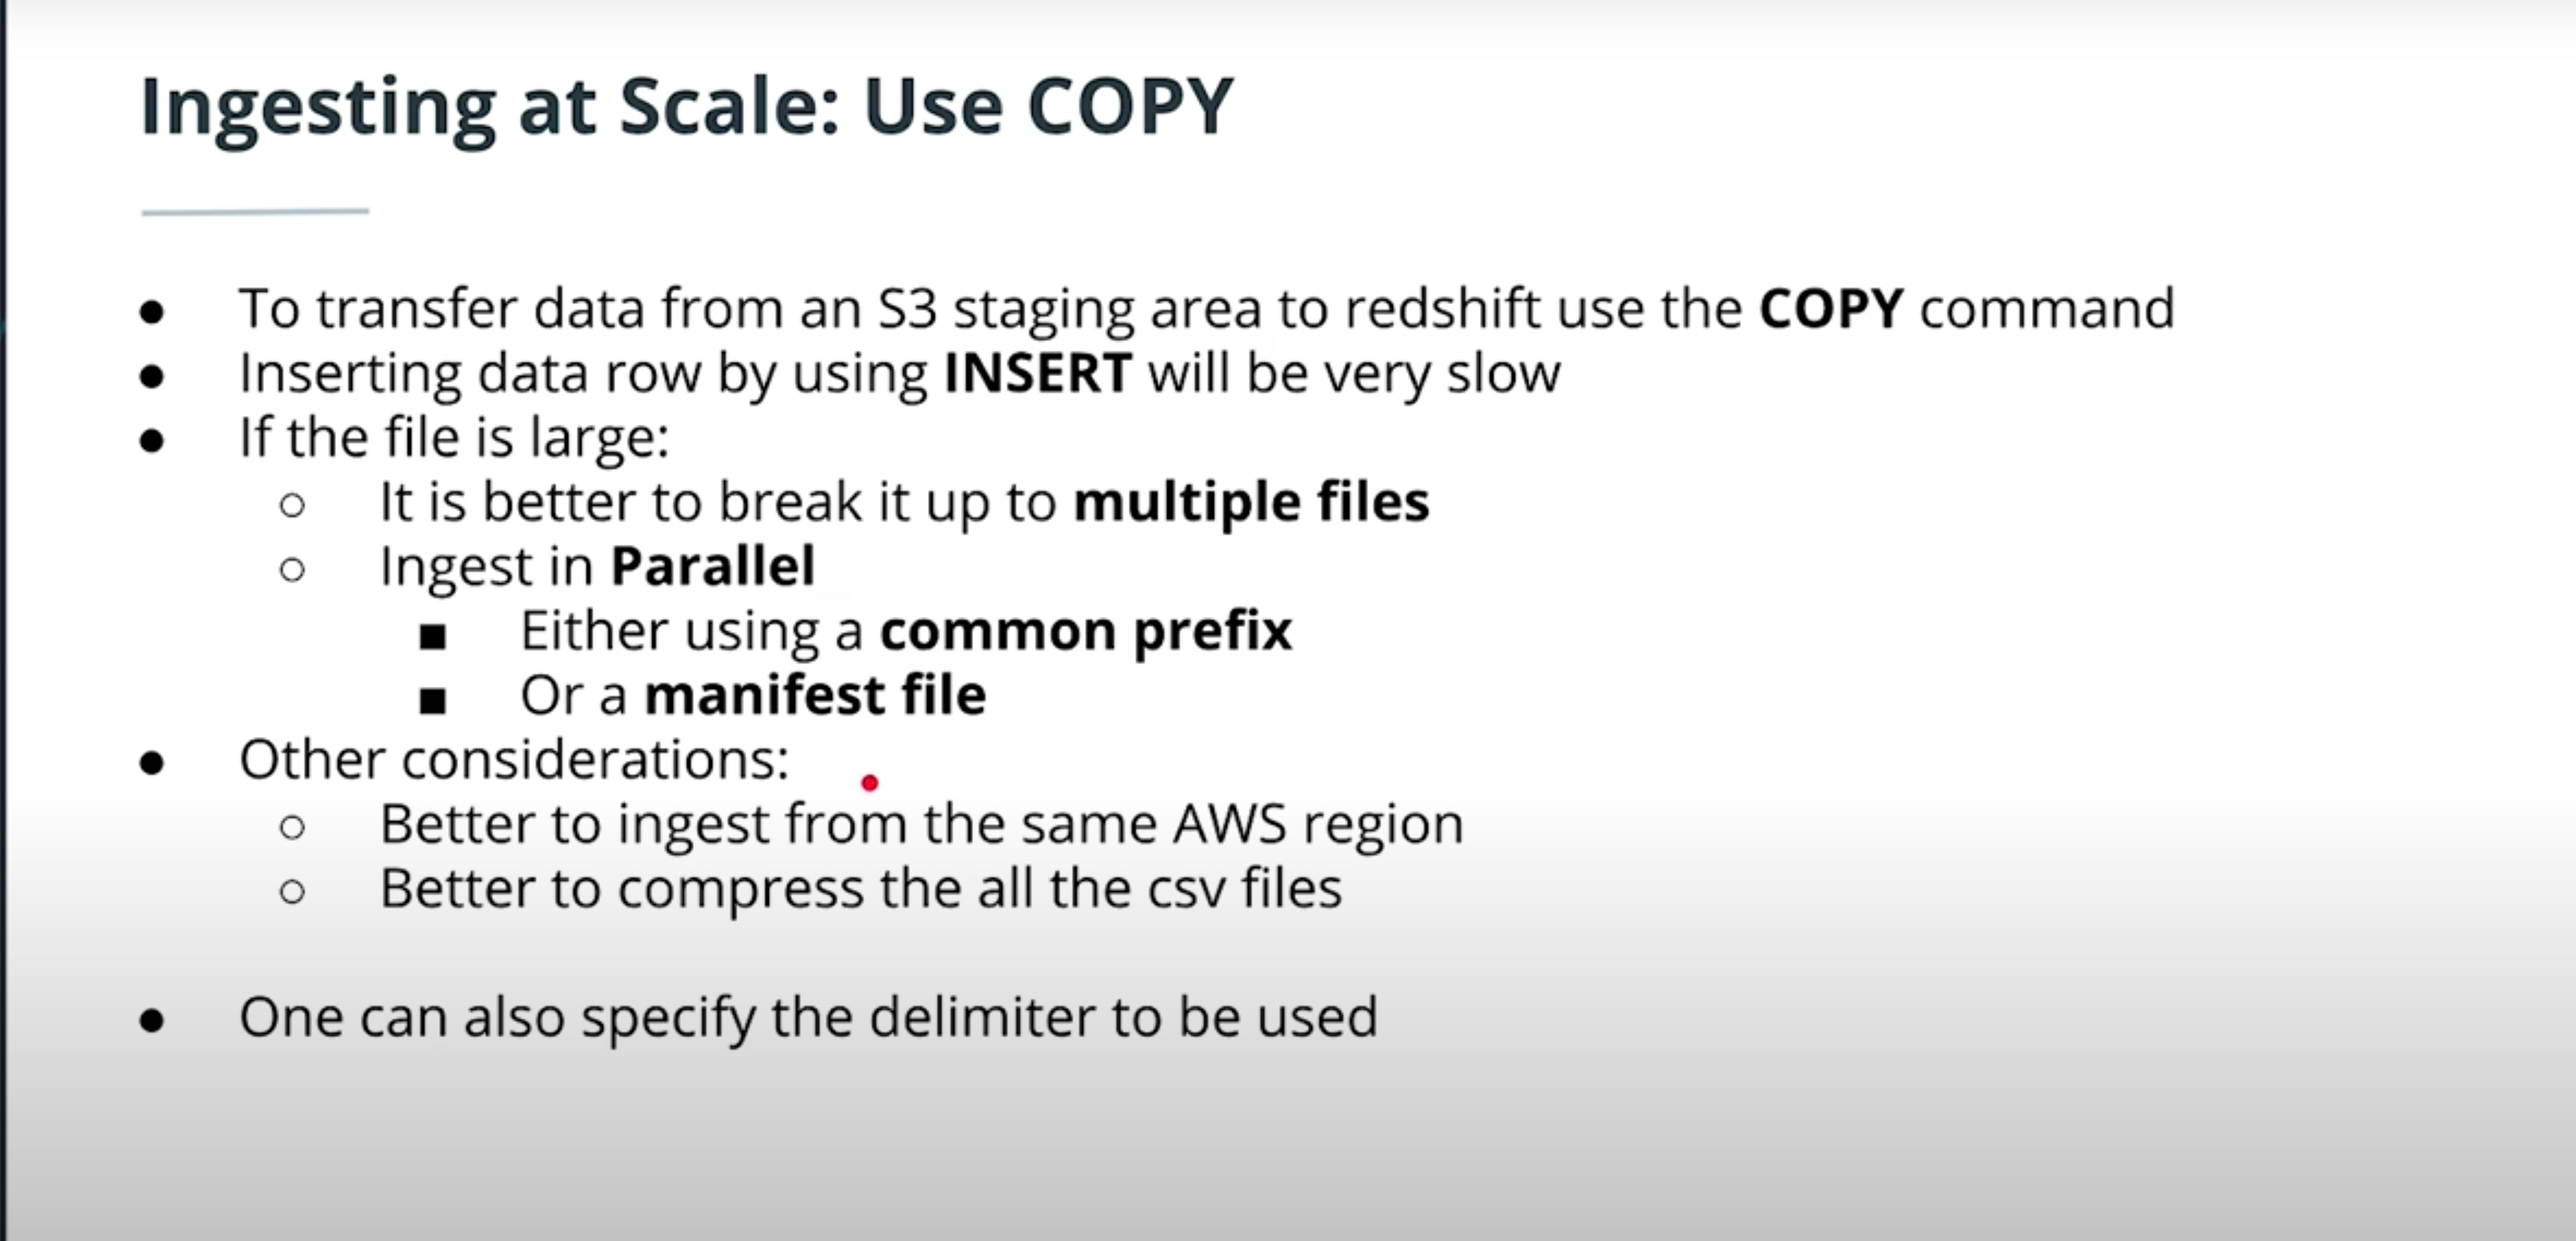 Ingesting at Scale: Use COPY
● To transfer data from an S3 staging area to redshift use the COPY command
● Inserting data row by using INSERT will be very slow
● If the file is large:
○ It is better to break it up to multiple files
○ Ingest in Parallel
■ Either using a common prefix
■ Or a manifest file
● Other considerations:
○ Better to ingest from the same AWS region
○ Better to compress the all the csv files
● One can also specify the delimiter to be used